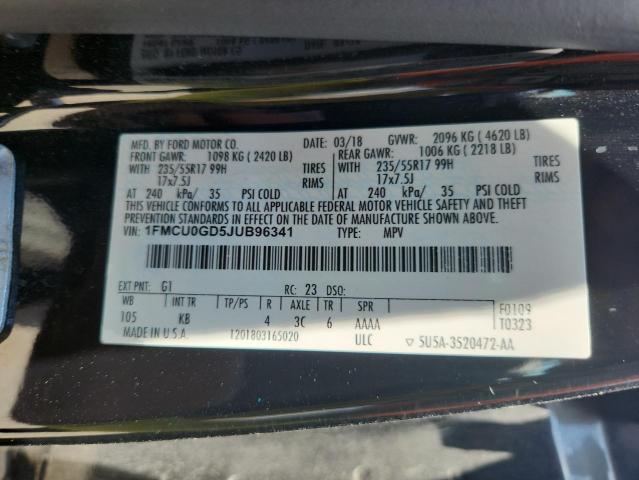 MFD. BY FORD MOTOR CO. DATE: 03/18 GVWR: 2096 KG ( 4620 LB)
FRONT GAWR: 1098 KG ( 2420 LB) REAR GAWR: 1006 KG ( 2218 LB)
WITH 235/55R17 99H TIRES WITH 235/55R17 99H TIRES
17x7.5J RIMS 17x7.5J RIMS
AT 240 kPa/ 35 PSI COLD AT 240 kPa/ 35 PSI COLD
THIS VEHICLE CONFORMS TO ALL APPLICABLE FEDERAL MOTOR VEHICLE SAFETY AND THEFT
PREVENTION STANDARDS IN EFFECT ON THE DATE OF MANUFACTURE SHOWN ABOVE.
VIN: 1FMCU0GD5JUB96341 TYPE: MPV
EXT PNT: G1 RC: 23 DSO:
WB INT TR TP/PS R AXLE TR SPR
105 KB 4 3C 6 AAAA
F0109
T0323
MADE IN U.S.A. T201803165020 ULC ▽ 5U5A-3520472-AA